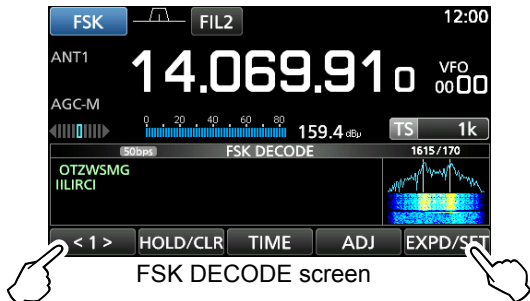 FSK FIL2 12:00
ANT1 14.069.910 VFO
00 00
AGC-M
0 20 40 60 80 159.4 dBμ TS 1k
50bps FSK DECODE 1615/170
OTZWSMG
IILIRCI
< 1 > HOLD/CLR TIME ADJ EXPD/SET
FSK DECODE screen